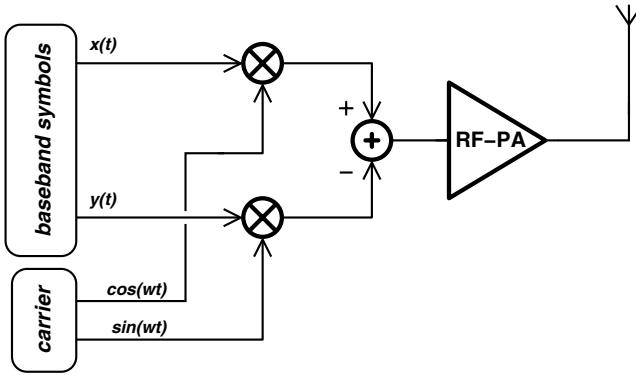 baseband symbols
x(t)
y(t)
+
+
−
RF−PA
carrier
cos(wt)
sin(wt)